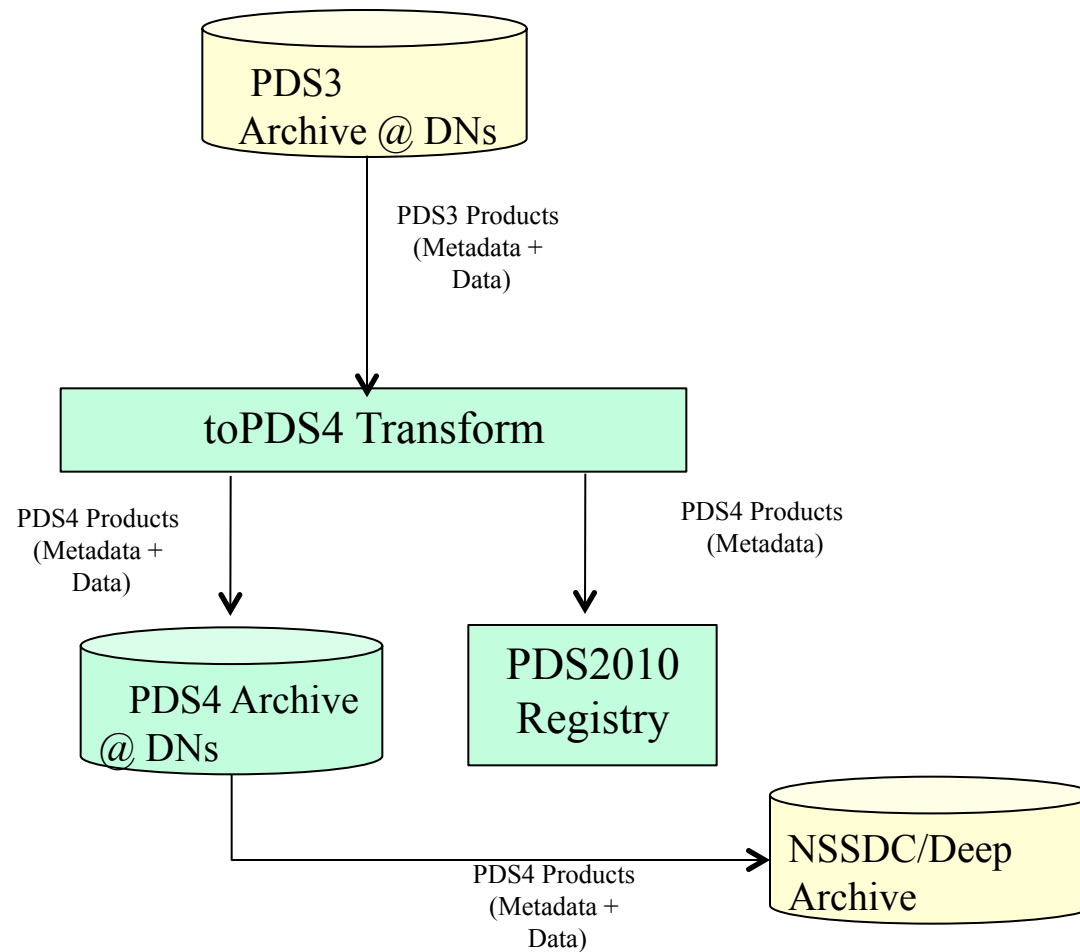 PDS3
Archive @ DNs
PDS3 Products
(Metadata +
Data)
toPDS4 Transform
PDS4 Products
(Metadata +
Data)
PDS4 Products
(Metadata)
PDS4 Archive
@ DNs
PDS2010
Registry
NSSDC/Deep
Archive
PDS4 Products
(Metadata +
Data)